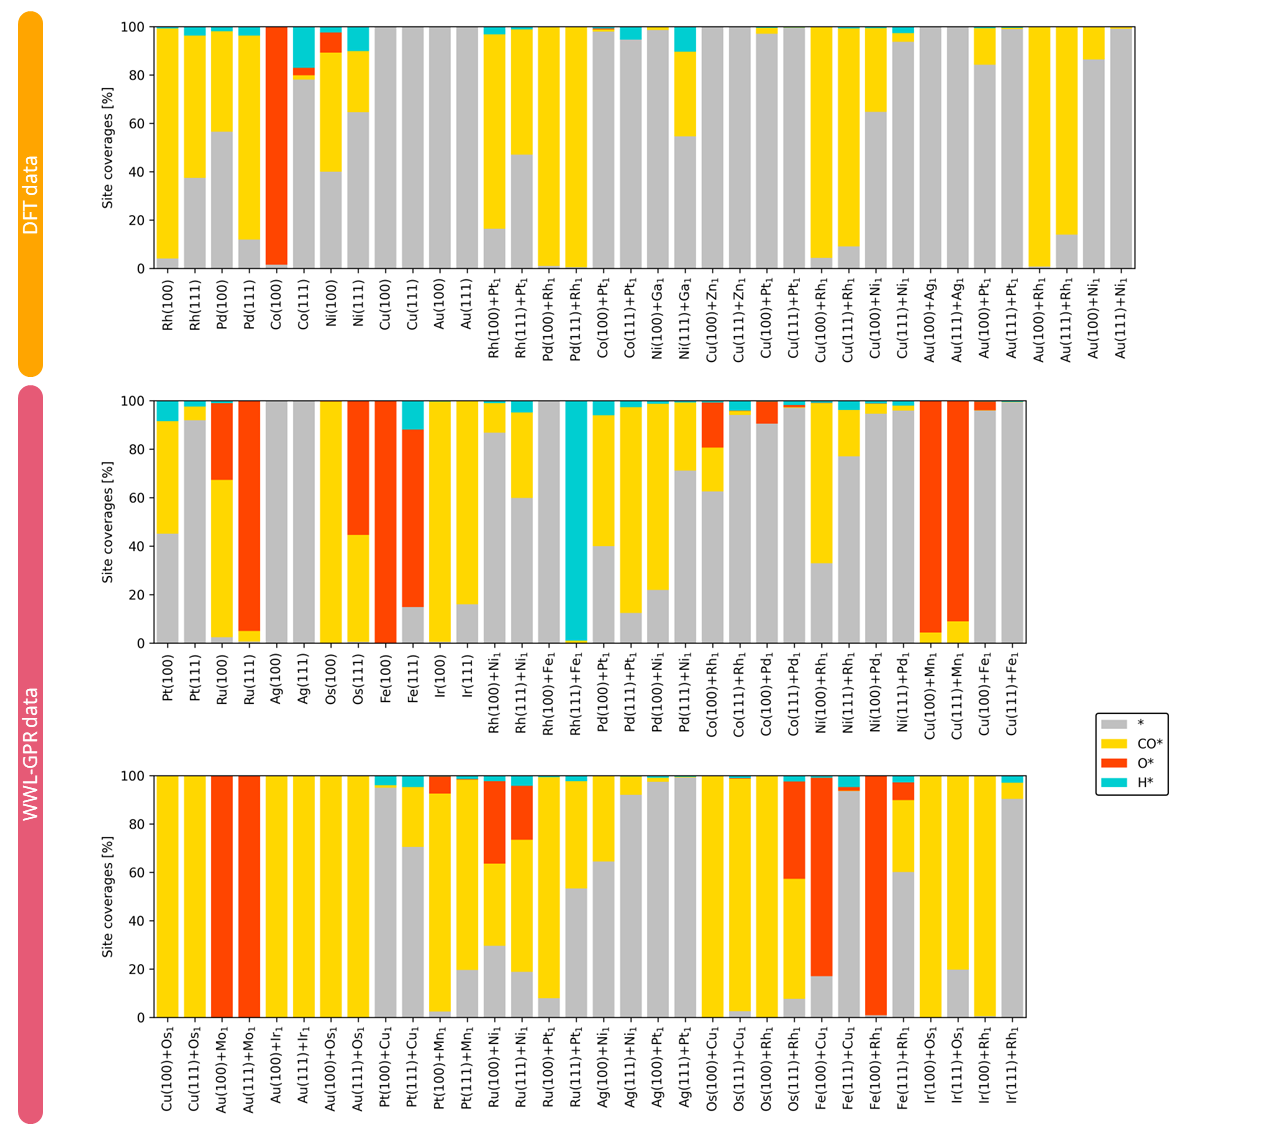 DFT data
Site coverages [%]
100
80
60
40
20
0
Rh(100)
Rh(111)
Pd(100)
Pd(111)
Co(100)
Co(111)
Ni(100)
Ni(111)
Cu(100)
Cu(111)
Au(100)
Au(111)
Rh(100)+Pt₁
Rh(111)+Pt₁
Pd(100)+Rh₁
Pd(111)+Rh₁
Co(100)+Pt₁
Co(111)+Pt₁
Ni(100)+Ga₁
Ni(111)+Ga₁
Cu(100)+Zn₁
Cu(111)+Zn₁
Cu(100)+Pt₁
Cu(111)+Pt₁
Cu(100)+Rh₁
Cu(111)+Rh₁
Cu(100)+Ni₁
Cu(111)+Ni₁
Au(100)+Ag₁
Au(111)+Ag₁
Au(100)+Pt₁
Au(111)+Pt₁
Au(100)+Rh₁
Au(111)+Rh₁
Au(100)+Ni₁
Au(111)+Ni₁
WWL-GPR data
Site coverages [%]
100
80
60
40
20
0
Pt(100)
Pt(111)
Ru(100)
Ru(111)
Ag(100)
Ag(111)
Os(100)
Os(111)
Fe(100)
Fe(111)
Ir(100)
Ir(111)
Rh(100)+Ni₁
Rh(111)+Ni₁
Rh(100)+Fe₁
Rh(111)+Fe₁
Pd(100)+Pt₁
Pd(111)+Pt₁
Pd(100)+Ni₁
Pd(111)+Ni₁
Co(100)+Rh₁
Co(111)+Rh₁
Co(100)+Pd₁
Co(111)+Pd₁
Ni(100)+Rh₁
Ni(111)+Rh₁
Ni(100)+Pd₁
Ni(111)+Pd₁
Cu(100)+Mn₁
Cu(111)+Mn₁
Cu(100)+Fe₁
Cu(111)+Fe₁
*
CO*
O*
H*
Site coverages [%]
100
80
60
40
20
0
Cu(100)+Os₁
Cu(111)+Os₁
Au(100)+Mo₁
Au(111)+Mo₁
Au(100)+Ir₁
Au(111)+Ir₁
Au(100)+Os₁
Au(111)+Os₁
Pt(100)+Cu₁
Pt(111)+Cu₁
Pt(100)+Mn₁
Pt(111)+Mn₁
Ru(100)+Ni₁
Ru(111)+Ni₁
Ru(100)+Pt₁
Ru(111)+Pt₁
Ag(100)+Ni₁
Ag(111)+Ni₁
Ag(100)+Pt₁
Ag(111)+Pt₁
Os(100)+Cu₁
Os(111)+Cu₁
Os(100)+Rh₁
Os(111)+Rh₁
Fe(100)+Cu₁
Fe(111)+Cu₁
Fe(100)+Rh₁
Fe(111)+Rh₁
Ir(100)+Os₁
Ir(111)+Os₁
Ir(100)+Rh₁
Ir(111)+Rh₁